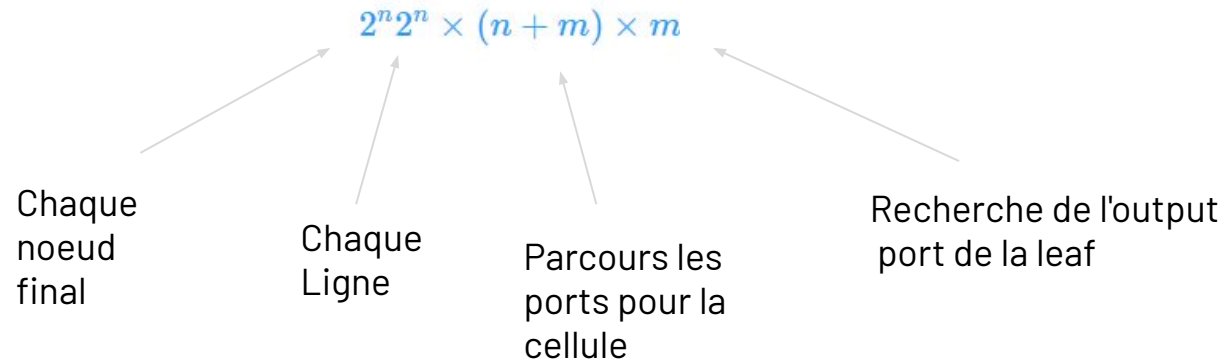 2ⁿ2ⁿ × (n + m) × m
Chaque
noeud
final
Chaque
Ligne
Parcours les
ports pour la
cellule
Recherche de l'output
port de la leaf